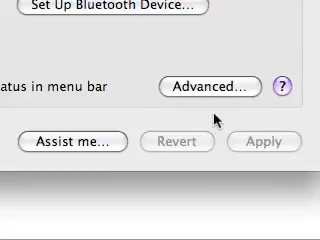 Set Up Bluetooth Device...
atus in menu bar
Advanced... ?
Assist me... Revert Apply